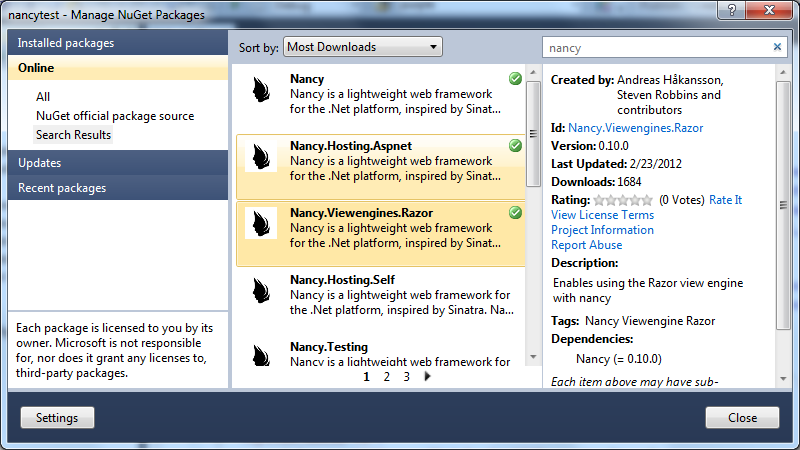 nancytest - Manage NuGet Packages
Installed packages
Online
All
NuGet official package source
Search Results
Updates
Recent packages
Each package is licensed to you by its
owner. Microsoft is not responsible
for, nor does it grant any licenses to,
third-party packages.
Sort by: Most Downloads
Nancy
Nancy is a lightweight web framework
for the .Net platform, inspired by Sinat...
Nancy.Hosting.Aspnet
Nancy is a lightweight web framework
for the .Net platform, inspired by Sinat...
Nancy.Viewengines.Razor
Nancy is a lightweight web framework
for the .Net platform, inspired by Sinat...
Nancy.Hosting.Self
Nancy is a lightweight web framework for
the .Net platform, inspired by Sinatra. Na...
Nancy.Testing
Nancy is a lightweight web framework for
1 2 3
nancy
Created by: Andreas Håkansson,
Steven Robbins and
contributors
Id: Nancy.Viewengines.Razor
Version: 0.10.0
Last Updated: 2/23/2012
Downloads: 1684
Rating: (0 Votes) Rate It
View License Terms
Project Information
Report Abuse
Description:
Enables using the Razor view engine
with nancy
Tags: Nancy Viewengine Razor
Dependencies:
Nancy (= 0.10.0)
Each item above may have sub-
Settings
Close